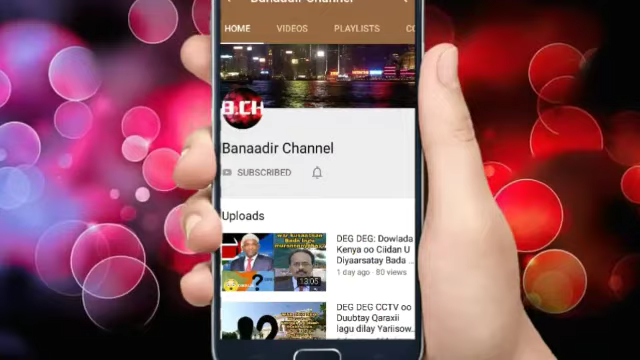 Banaadir Channel
HOME VIDEOS PLAYLISTS
B.CH
Banaadir Channel
SUBSCRIBED
Uploads
DEG DEG: Dowlada
Kenya oo Ciidan U
Diyaarsatay Bada ...
1 day ago · 80 views
13:05
DEG DEG CCTV oo
Duubtay Qaraxii
lagu dilay Yariisow...